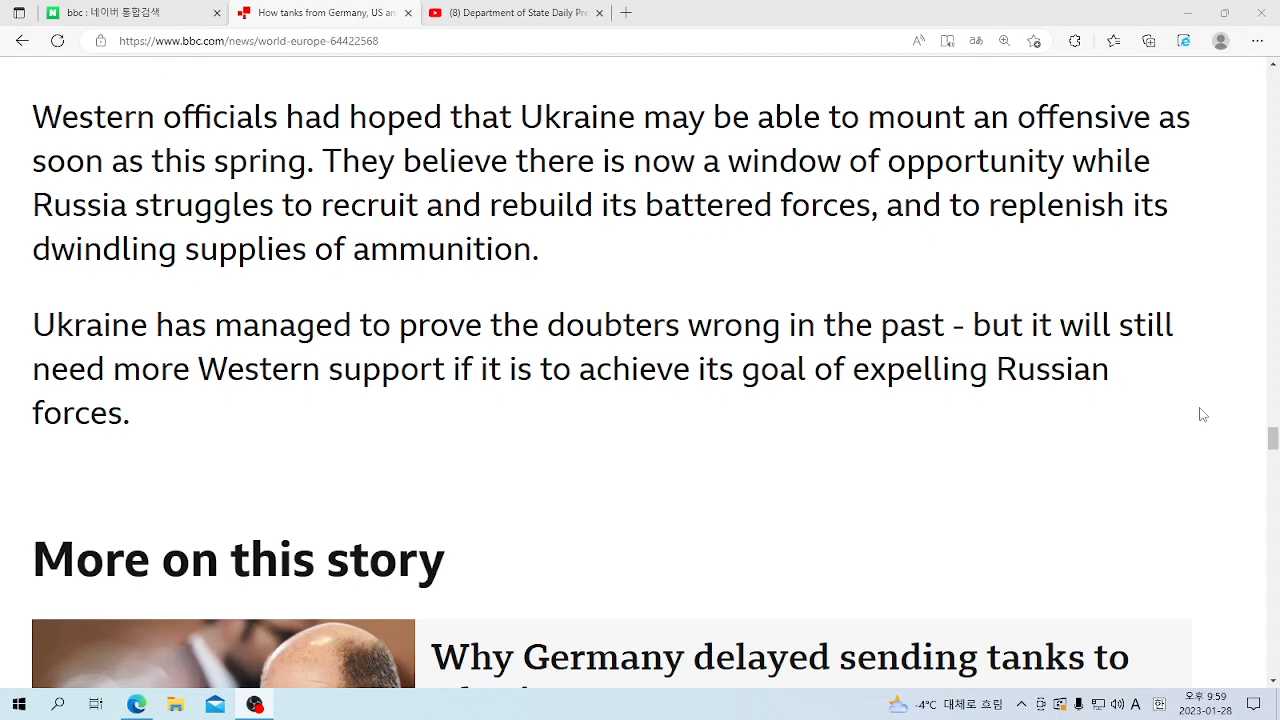 bbc : 네이버 통합검색
How tanks from Germany, US an
(8) Department of State Daily Pre
https://www.bbc.com/news/world-europe-64422568
Western officials had hoped that Ukraine may be able to mount an offensive as
soon as this spring. They believe there is now a window of opportunity while
Russia struggles to recruit and rebuild its battered forces, and to replenish its
dwindling supplies of ammunition.
Ukraine has managed to prove the doubters wrong in the past - but it will still
need more Western support if it is to achieve its goal of expelling Russian
forces.
More on this story
Why Germany delayed sending tanks to
-4°C 대체로 흐림
오후 9:59
2023-01-28